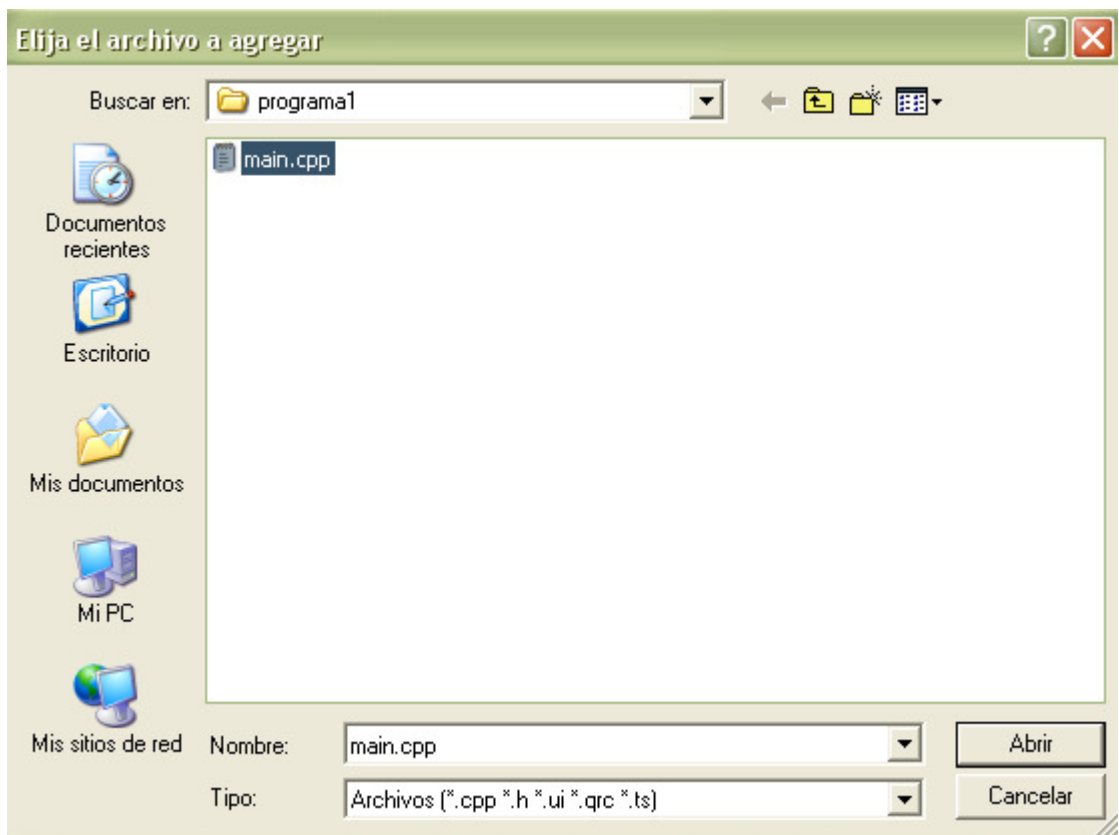 Elija el archivo a agregar
Buscar en: programa1
main.cpp
Documentos
recientes
Escritorio
Mis documentos
Mi PC
Mis sitios de red
Nombre: main.cpp Abrir
Tipo: Archivos (*.cpp *.h *.ui *.qrc *.ts) Cancelar